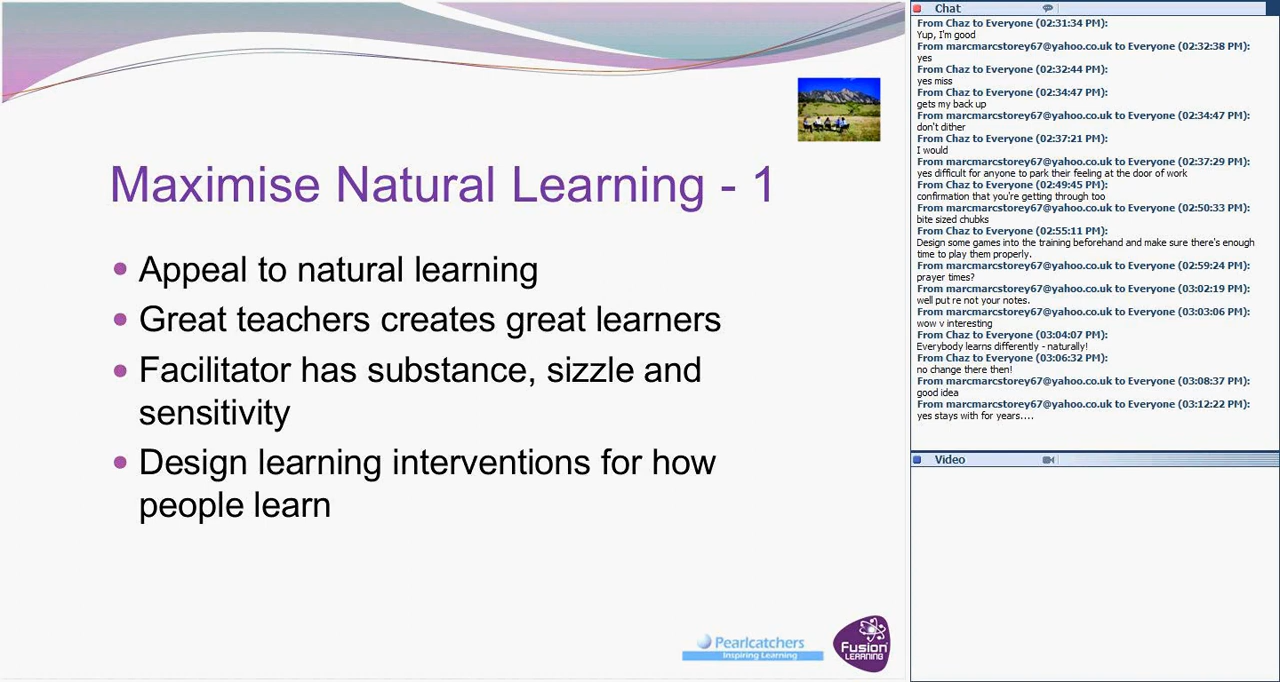 Maximise Natural Learning - 1
Appeal to natural learning
Great teachers creates great learners
Facilitator has substance, sizzle and
sensitivity
Design learning interventions for how
people learn
Pearlcatchers
Inspiring Learning
Fusion
LEARNING
Chat
From Chaz to Everyone (02:31:34 PM):
Yup, I'm good
From marcmarcstorey67@yahoo.co.uk to Everyone (02:32:38 PM):
yes
From Chaz to Everyone (02:32:44 PM):
yes miss
From Chaz to Everyone (02:34:47 PM):
gets my back up
From marcmarcstorey67@yahoo.co.uk to Everyone (02:34:47 PM):
don't dither
From Chaz to Everyone (02:37:21 PM):
I would
From marcmarcstorey67@yahoo.co.uk to Everyone (02:37:29 PM):
yes difficult for anyone to park their feeling at the door of work
From Chaz to Everyone (02:49:45 PM):
confirmation that you're getting through too
From marcmarcstorey67@yahoo.co.uk to Everyone (02:50:33 PM):
bite sized chubks
From Chaz to Everyone (02:55:11 PM):
Design some games into the training beforehand and make sure there's enough
time to play them properly.
From marcmarcstorey67@yahoo.co.uk to Everyone (02:59:24 PM):
prayer times?
From marcmarcstorey67@yahoo.co.uk to Everyone (03:02:19 PM):
well put re not your notes.
From marcmarcstorey67@yahoo.co.uk to Everyone (03:03:06 PM):
wow v interesting
From Chaz to Everyone (03:04:07 PM):
Everybody learns differently - naturally!
From Chaz to Everyone (03:06:32 PM):
no change there then!
From marcmarcstorey67@yahoo.co.uk to Everyone (03:08:37 PM):
good idea
From marcmarcstorey67@yahoo.co.uk to Everyone (03:12:22 PM):
yes stays with for years....
Video